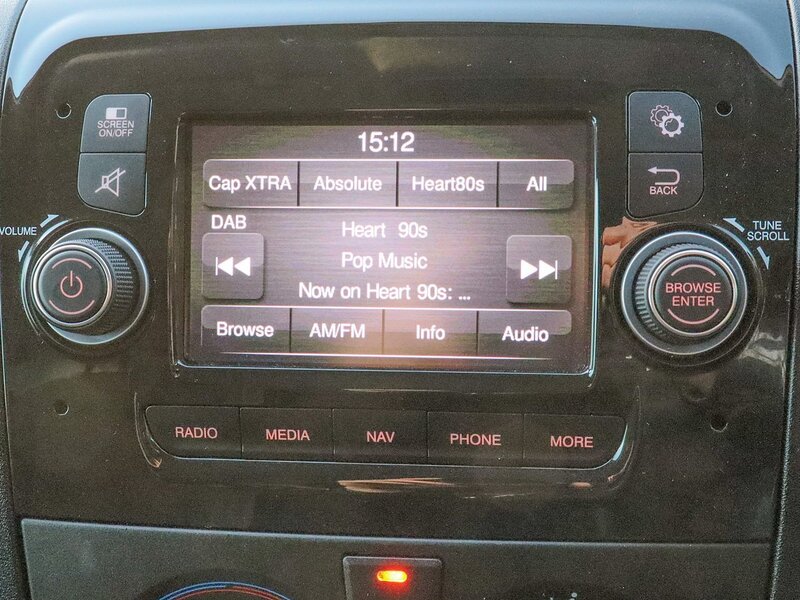 15:12
SCREEN
ON/OFF
Cap XTRA Absolute Heart80s All
DAB
Heart 90s
Pop Music
Now on Heart 90s: ...
Browse AM/FM Info Audio
VOLUME
BACK
TUNE
SCROLL
BROWSE
ENTER
RADIO MEDIA NAV PHONE MORE